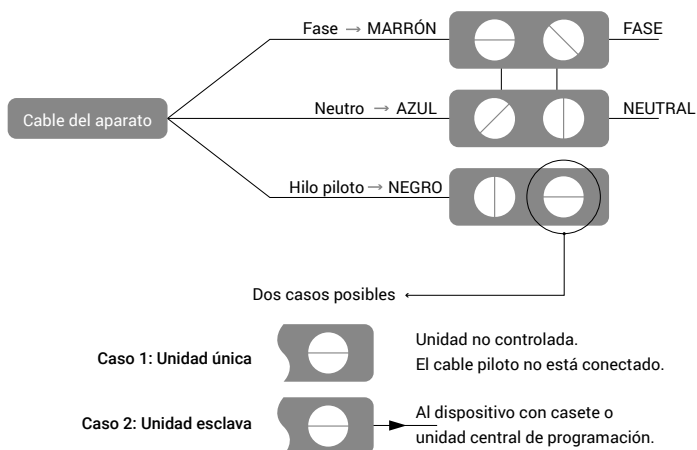 Fase → MARRÓN
FASE
Cable del aparato
Neutro → AZUL
NEUTRAL
Hilo piloto → NEGRO
Dos casos posibles ←
Caso 1: Unidad única
Unidad no controlada.
El cable piloto no está conectado.
Caso 2: Unidad esclava
Al dispositivo con casete o
unidad central de programación.